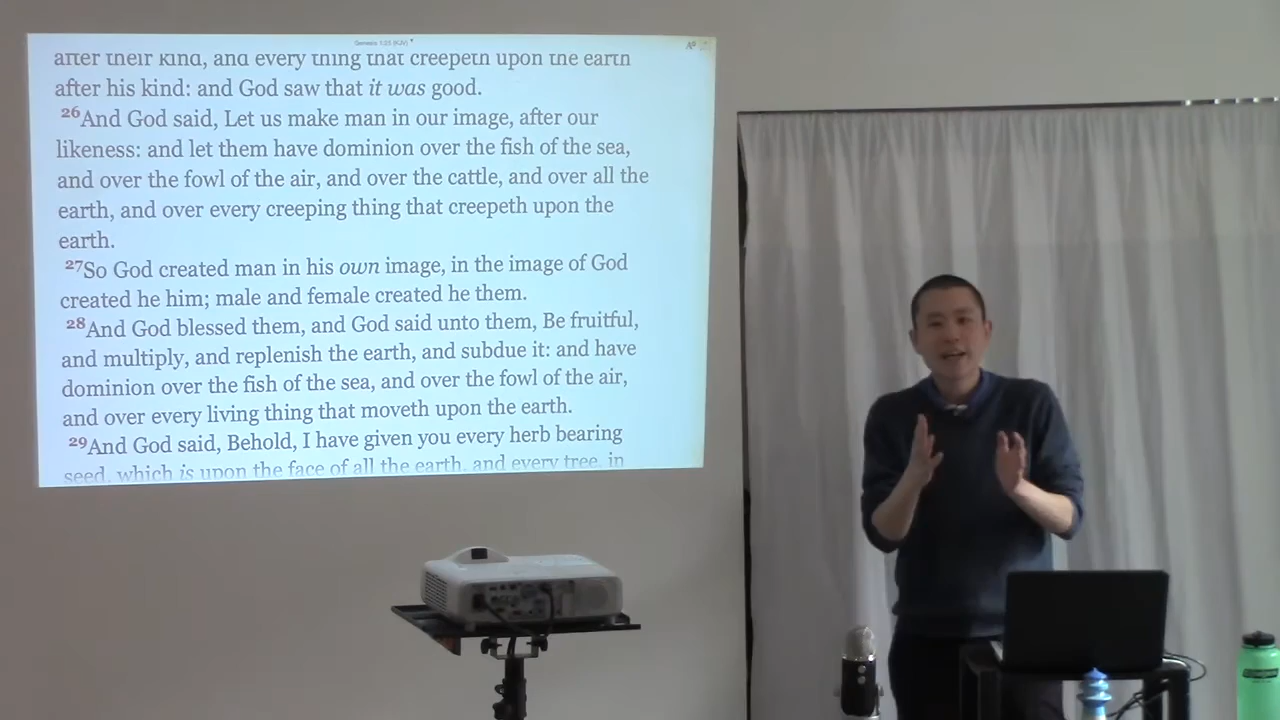 Genesis 1:25 (KJV)
after their kind, and every thing that creepeth upon the earth
after his kind: and God saw that it was good.
26And God said, Let us make man in our image, after our
likeness: and let them have dominion over the fish of the sea,
and over the fowl of the air, and over the cattle, and over all the
earth, and over every creeping thing that creepeth upon the
earth.
27So God created man in his own image, in the image of God
created he him; male and female created he them.
28And God blessed them, and God said unto them, Be fruitful,
and multiply, and replenish the earth, and subdue it: and have
dominion over the fish of the sea, and over the fowl of the air,
and over every living thing that moveth upon the earth.
29And God said, Behold, I have given you every herb bearing
seed, which is upon the face of all the earth, and every tree, in